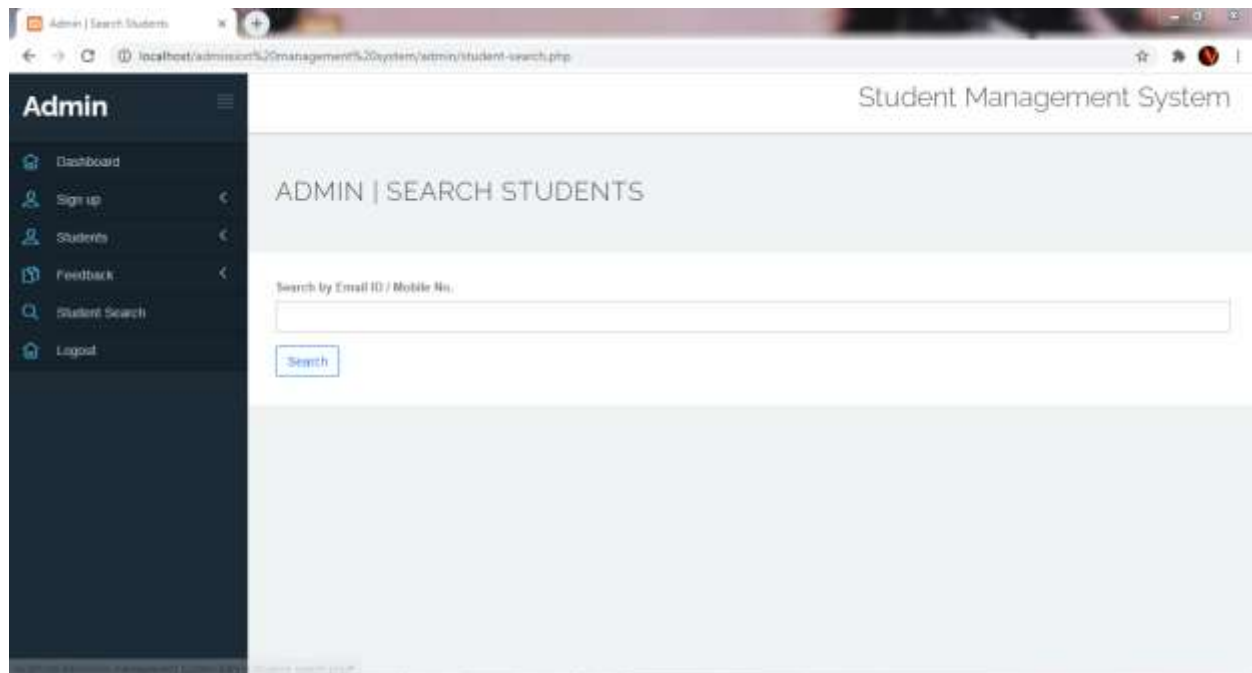 Admin | Search Students
localhost/admission%20management%20system/admin/student-search.php
Admin
Student Management System
Dashboard
Sign up
Students
Feedback
Student Search
Logout
ADMIN | SEARCH STUDENTS
Search by Email ID / Mobile No.
Search